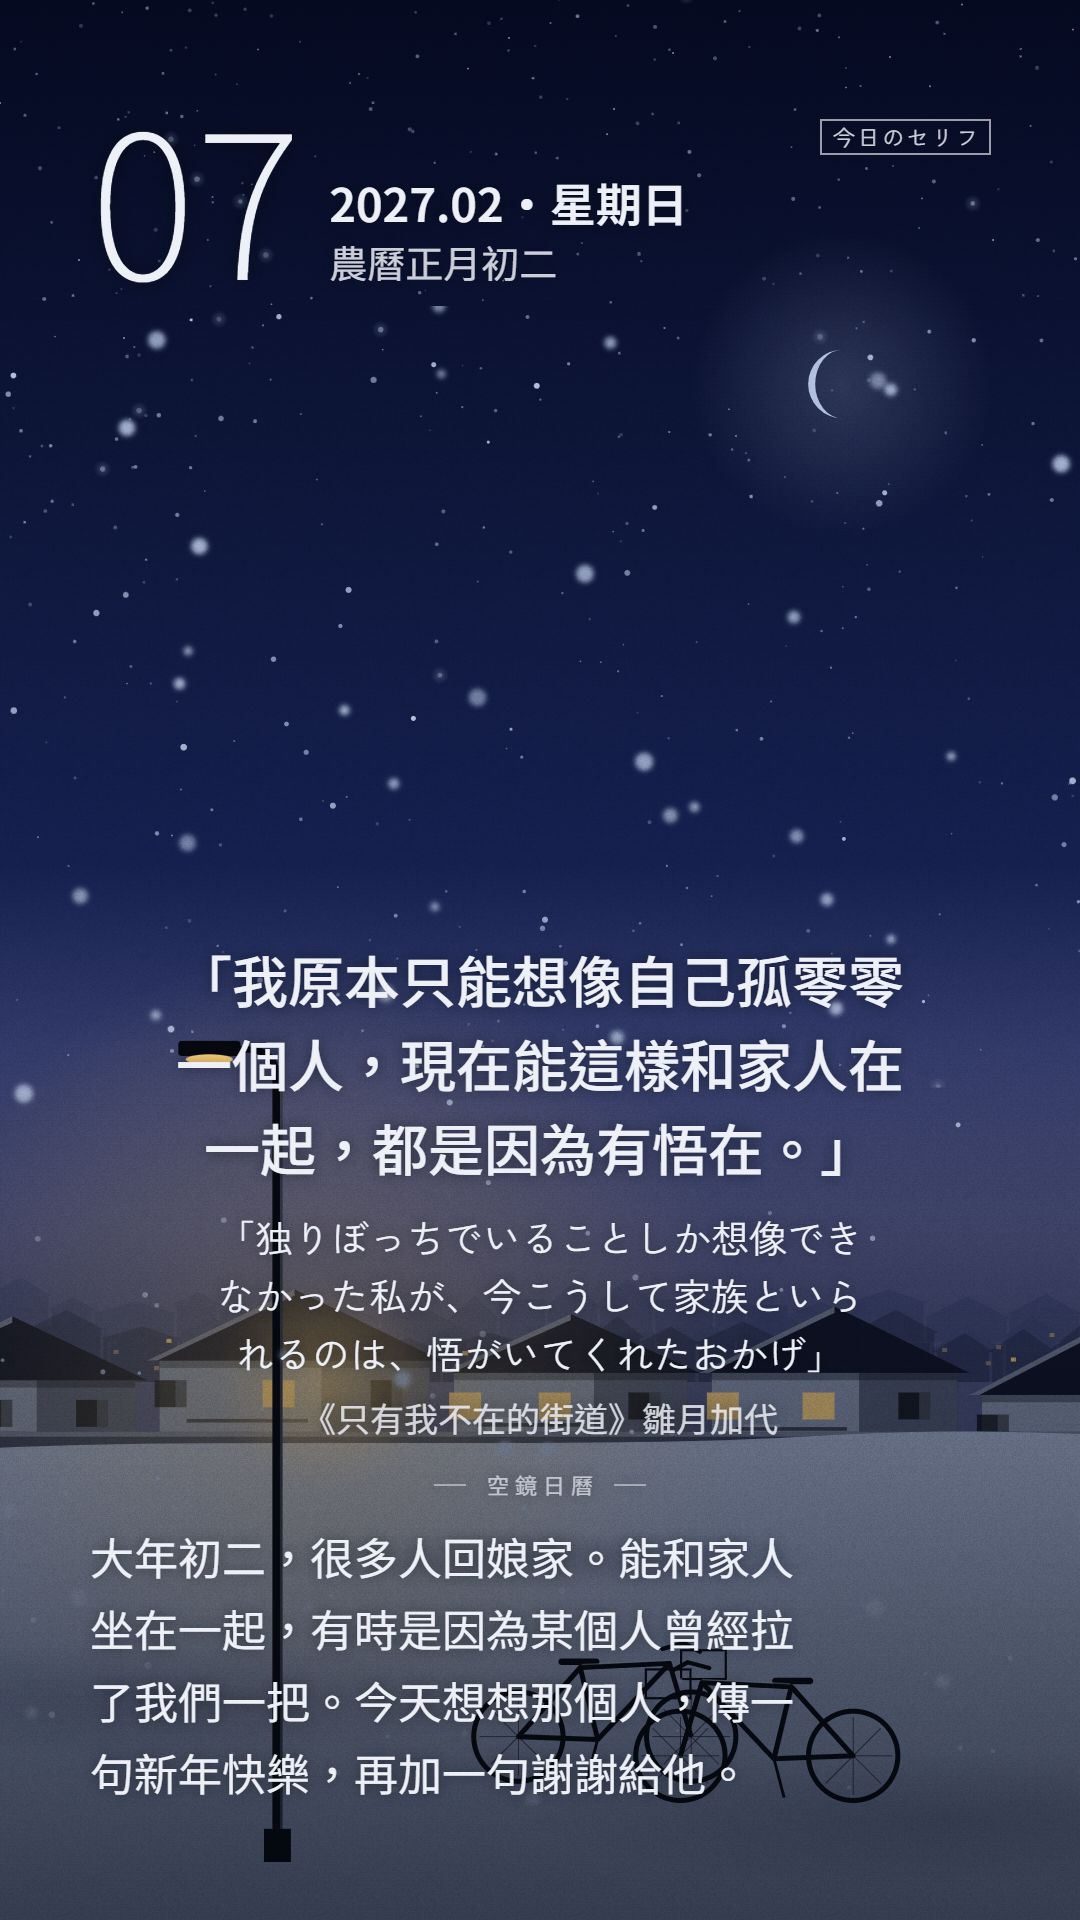 07
今日のセリフ
2027.02・星期日
農曆正月初二
「我原本只能想像自己孤零零
一個人，現在能這樣和家人在
一起，都是因為有悟在。」
「独りぼっちでいることしか想像でき
なかった私が、今こうして家族といら
れるのは、悟がいてくれたおかげ」
《只有我不在的街道》雛月加代
空鏡日曆
大年初二，很多人回娘家。能和家人
坐在一起，有時是因為某個人曾經拉
了我們一把。今天想想那個人，傳一
句新年快樂，再加一句謝謝給他。